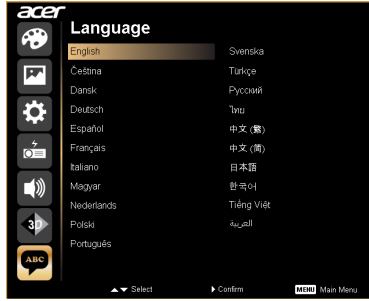 acer
Language
English
Čeština
Dansk
Deutsch
Español
Français
Italiano
Magyar
Nederlands
Polski
Português
Svenska
Türkçe
Русский
ไทย
中文 (繁)
中文 (简)
日本語
한국어
Tiếng Việt
العربية
3D
ABC
Select
Confirm
MENU Main Menu